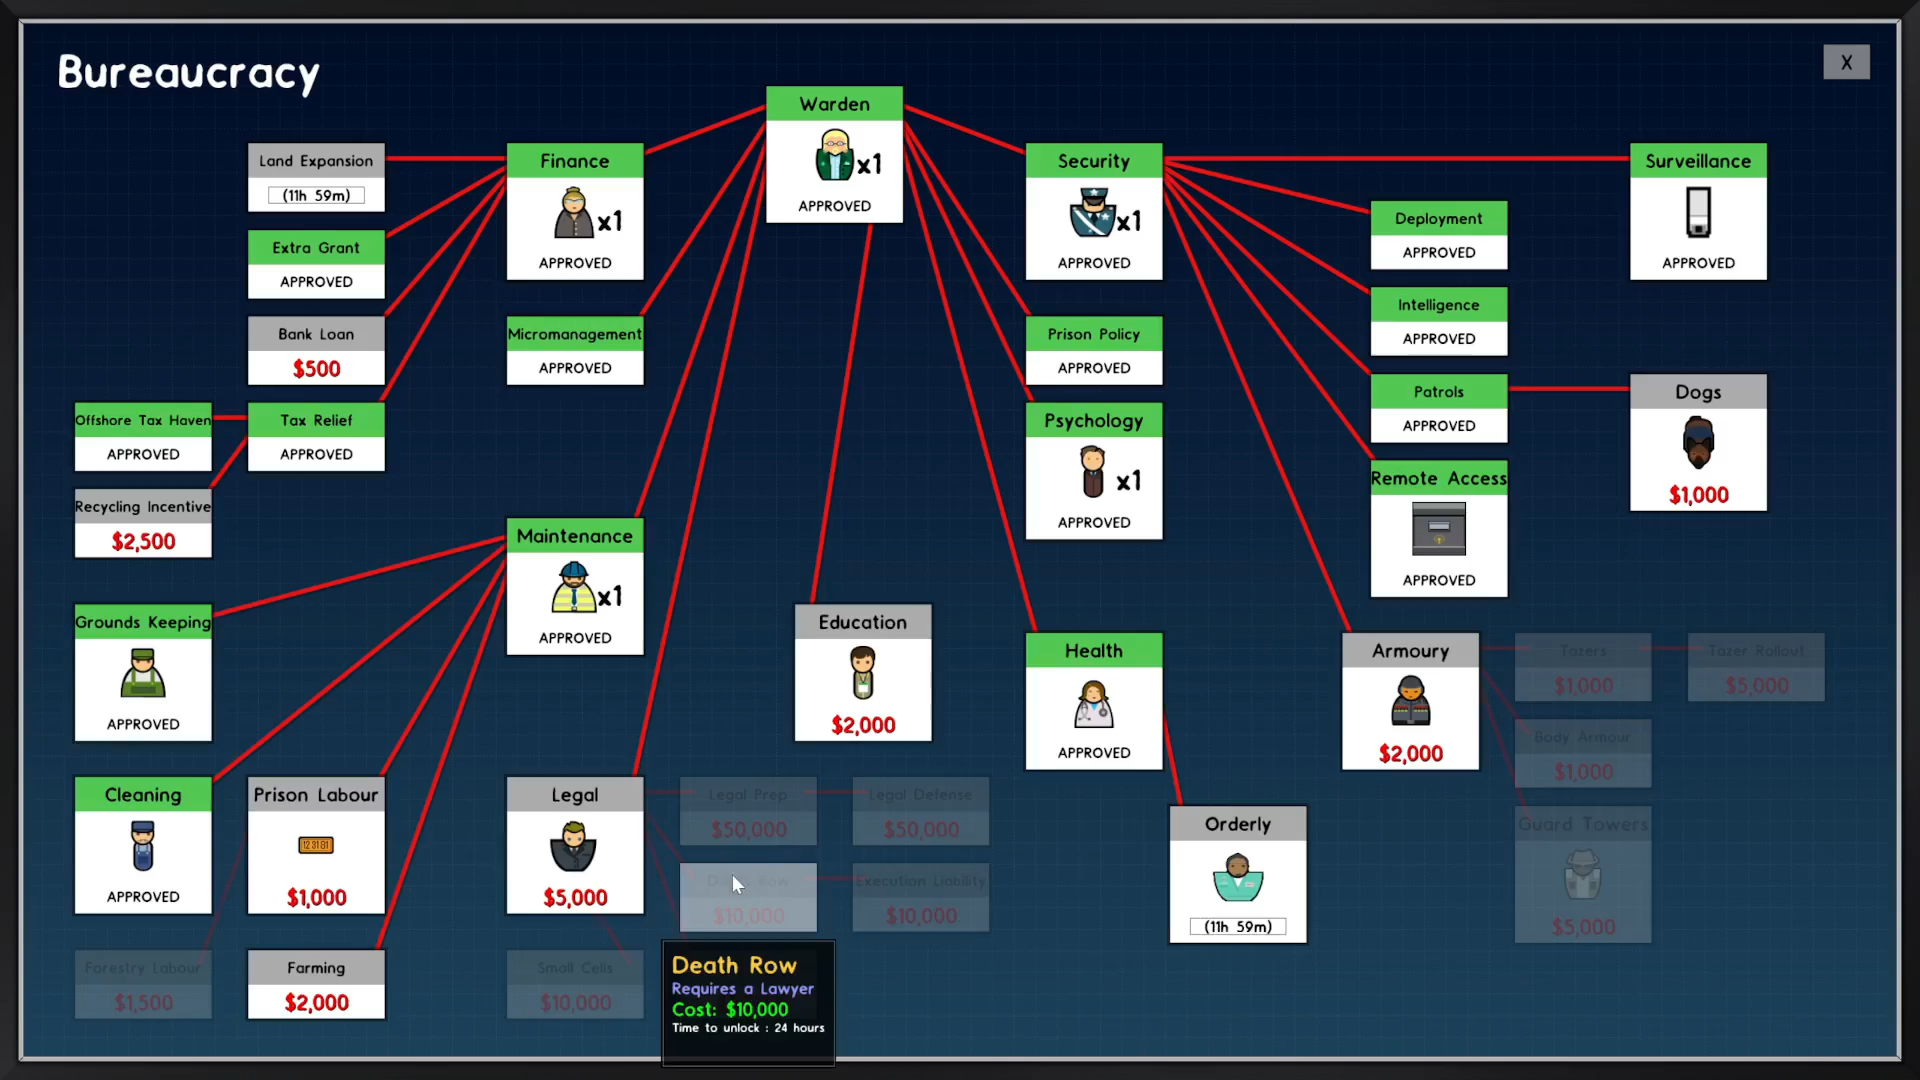 Bureaucracy
X
Warden
x1
APPROVED
Land Expansion
(11h 59m)
Finance
x1
APPROVED
Security
x1
APPROVED
Surveillance
APPROVED
Deployment
APPROVED
Extra Grant
APPROVED
Intelligence
APPROVED
Bank Loan
$500
Micromanagement
APPROVED
Prison Policy
APPROVED
Patrols
APPROVED
Dogs
$1,000
Offshore Tax Haven
APPROVED
Tax Relief
APPROVED
Psychology
x1
APPROVED
Remote Access
APPROVED
Recycling Incentive
$2,500
Maintenance
x1
APPROVED
Grounds Keeping
APPROVED
Education
$2,000
Health
APPROVED
Armoury
$2,000
Tazers
$1,000
Tazer Rollout
$5,000
Body Armour
$1,000
Cleaning
APPROVED
Prison Labour
12 31 81
$1,000
Legal
$5,000
Legal Prep
$50,000
Legal Defense
$50,000
Orderly
(11h 59m)
Guard Towers
$5,000
Death Row
$10,000
Execution Liability
$10,000
Forestry Labour
$1,500
Farming
$2,000
Small Cells
$10,000
Death Row
Requires a Lawyer
Cost: $10,000
Time to unlock : 24 hours